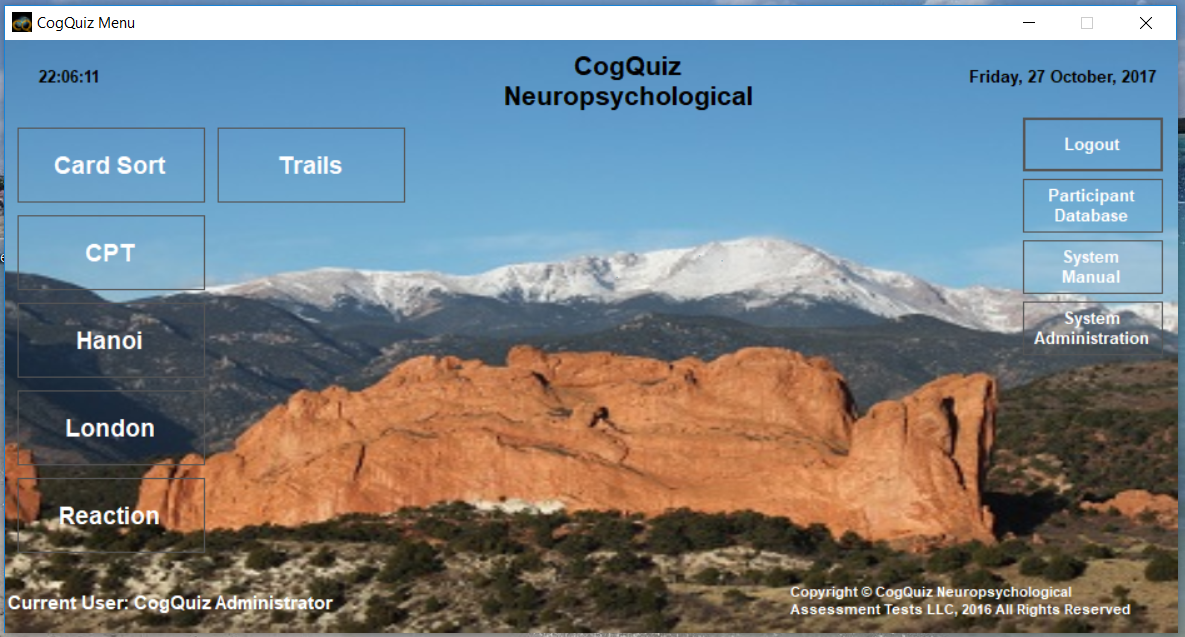 CogQuiz Menu
22:06:11
CogQuiz
Neuropsychological
Friday, 27 October, 2017
Card Sort
Trails
CPT
Hanoi
London
Reaction
Logout
Participant
Database
System
Manual
System
Administration
Current User: CogQuiz Administrator
Copyright © CogQuiz Neuropsychological
Assessment Tests LLC, 2016 All Rights Reserved